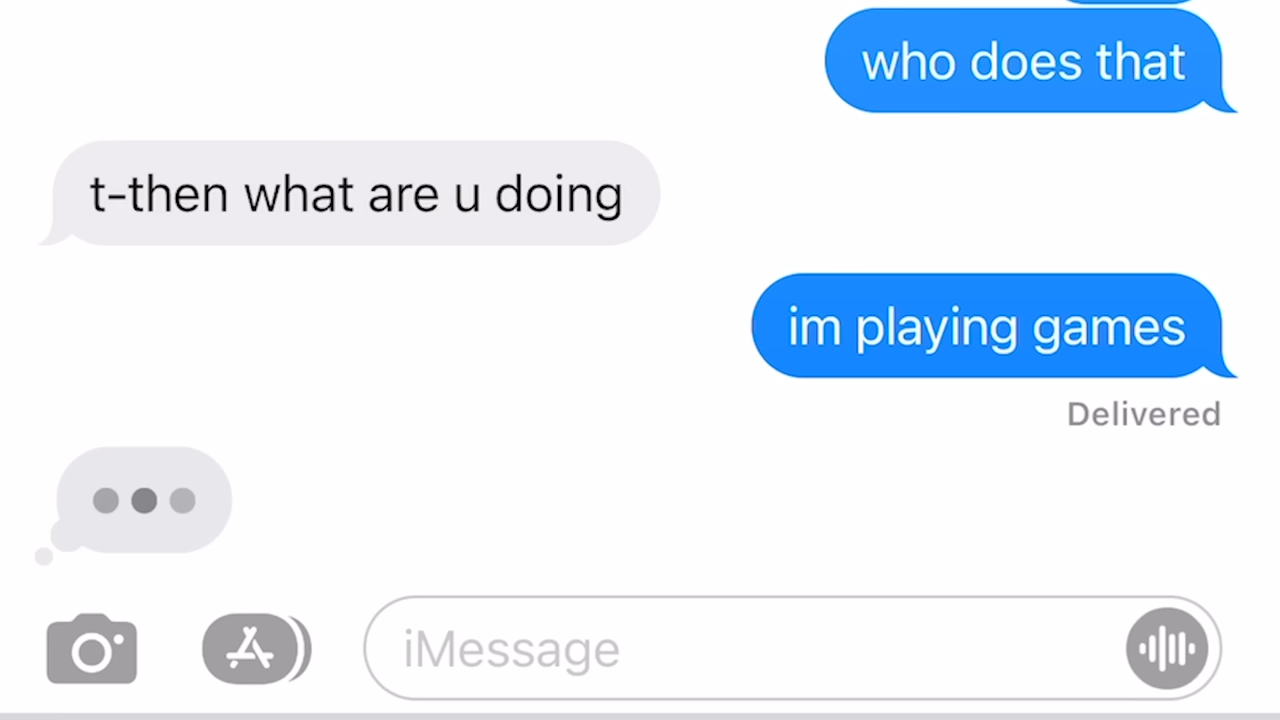 who does that
t-then what are u doing
im playing games
Delivered
iMessage